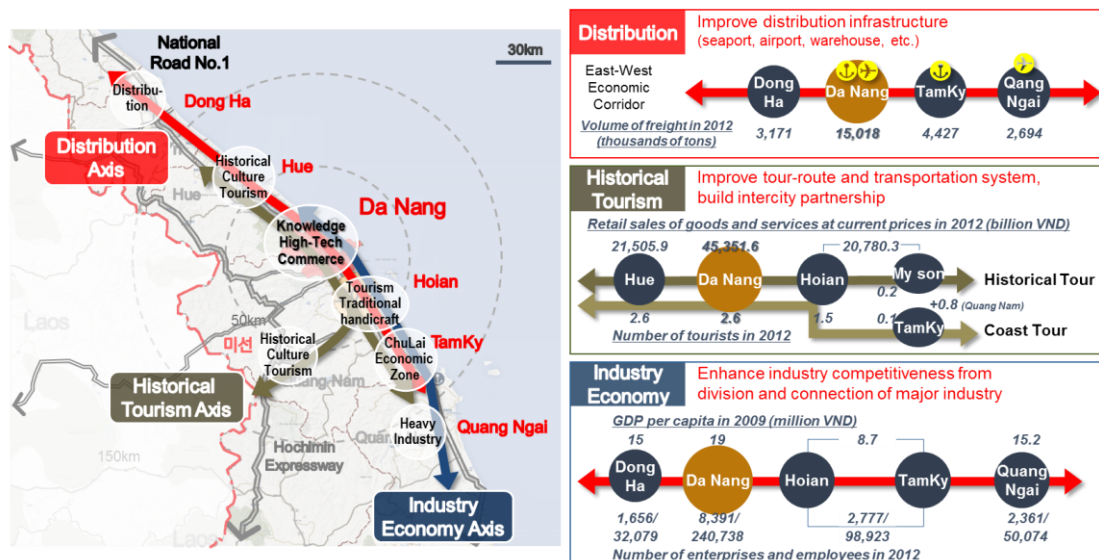 National
Road No.1
30km
Distribu-
tion
Dong Ha
Distribution
Axis
Historical
Culture
Tourism
Hue
Hue
Da Nang
Knowledge
High-Tech
Commerce
Hoian
Tourism
Traditional
handicraft
Laos
50km
미선
Historical
Culture
Tourism
TamKy
ChuLai
Economic
Zone
Historical
Tourism Axis
Heavy
Industry
Quang Ngai
150km
Hochimin
Expressway
Industry
Economy Axis
Distribution
Improve distribution infrastructure
(seaport, airport, warehouse, etc.)
East-West
Economic
Corridor
Dong
Ha
Da Nang
TamKy
Qang
Ngai
Volume of freight in 2012
(thousands of tons)
3,171
15,018
4,427
2,694
Historical
Tourism
Improve tour-route and transportation system,
build intercity partnership
Retail sales of goods and services at current prices in 2012 (billion VND)
21,505.9
45,351.6
20,780.3
Hue
Da Nang
Hoian
My son
Historical Tour
0.2
2.6
2.6
1.5
0.1
+0.8 (Quang Nam)
TamKy
Coast Tour
Number of tourists in 2012
Industry
Economy
Enhance industry competitiveness from
division and connection of major industry
GDP per capita in 2009 (million VND)
15
19
8.7
15.2
Dong
Ha
Da Nang
Hoian
TamKy
Quang
Ngai
1,656/
32,079
8,391/
240,738
2,777/
98,923
2,361/
50,074
Number of enterprises and employees in 2012